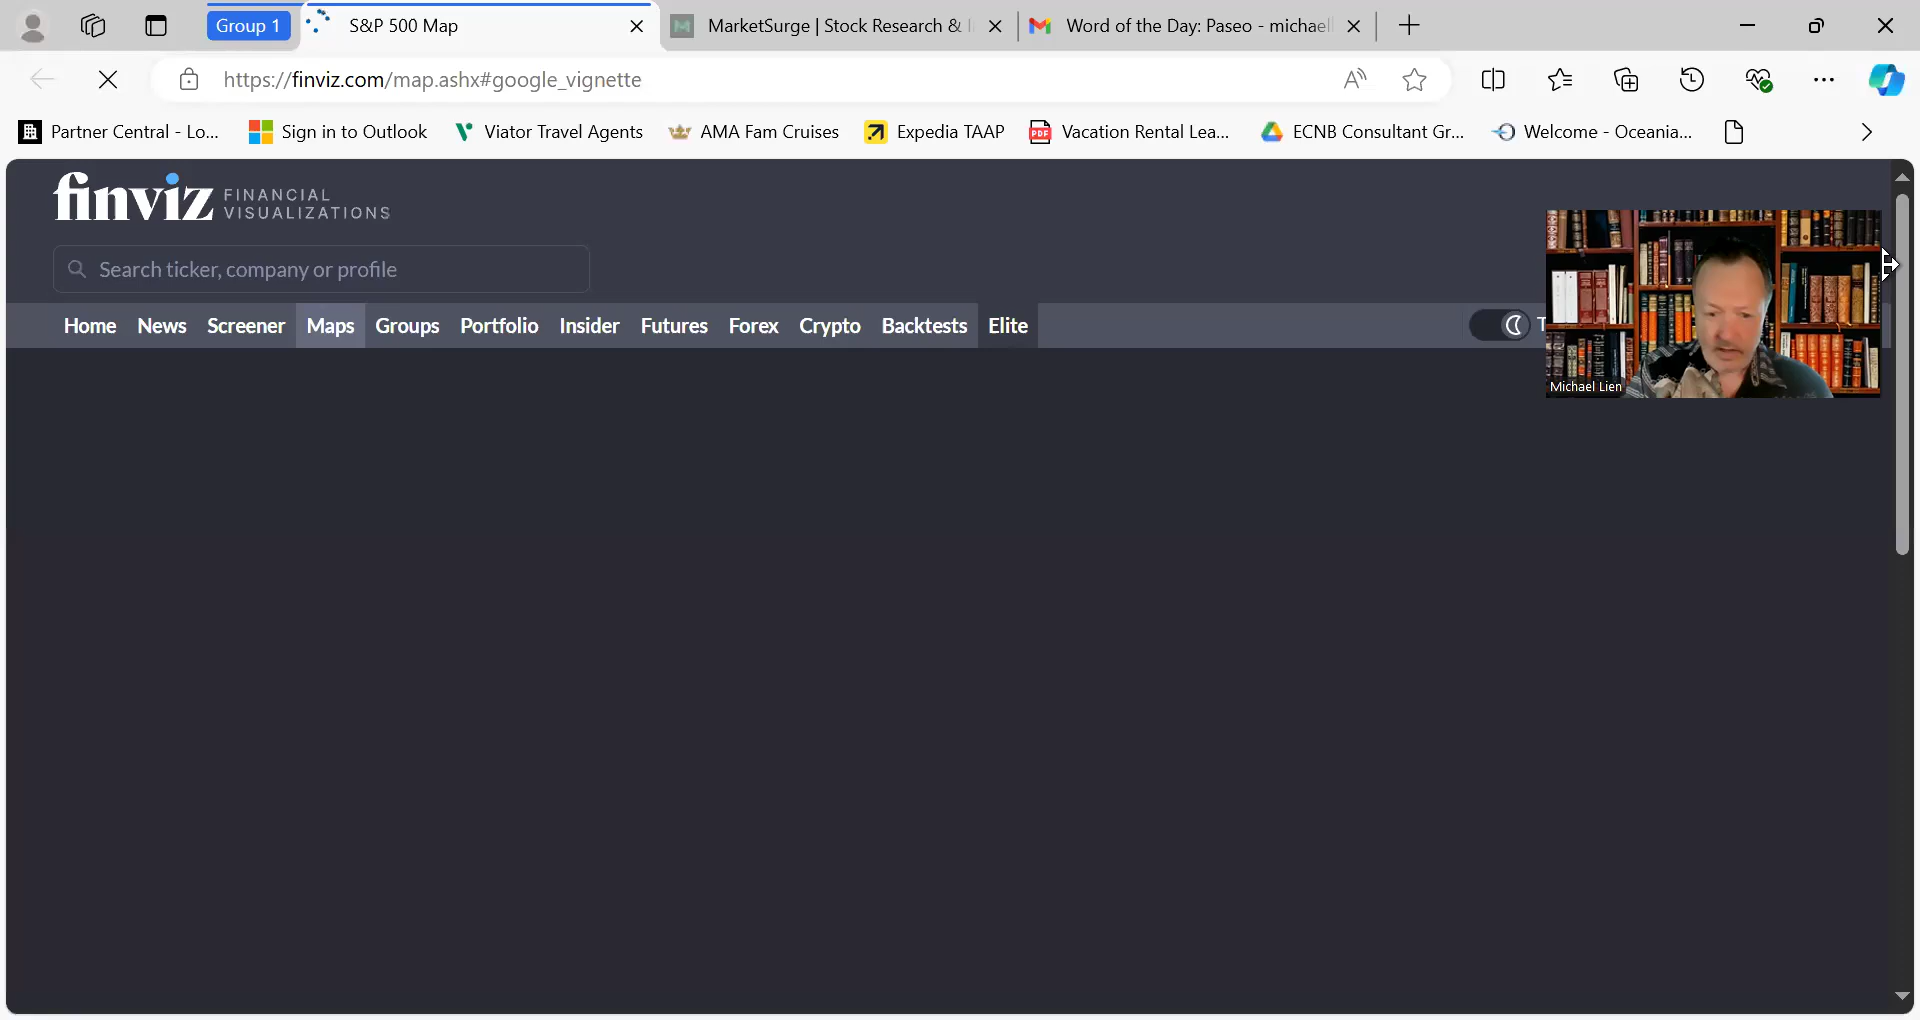 Group 1
S&P 500 Map
MarketSurge | Stock Research &
Word of the Day: Paseo - michael
https://finviz.com/map.ashx#google_vignette
Partner Central - Lo...
Sign in to Outlook
Viator Travel Agents
AMA Fam Cruises
Expedia TAAP
PDF
Vacation Rental Lea...
ECNB Consultant Gr...
Welcome - Oceania...
finviz FINANCIAL
VISUALIZATIONS
Search ticker, company or profile
Home News Screener Maps Groups Portfolio Insider Futures Forex Crypto Backtests Elite
Michael Lien